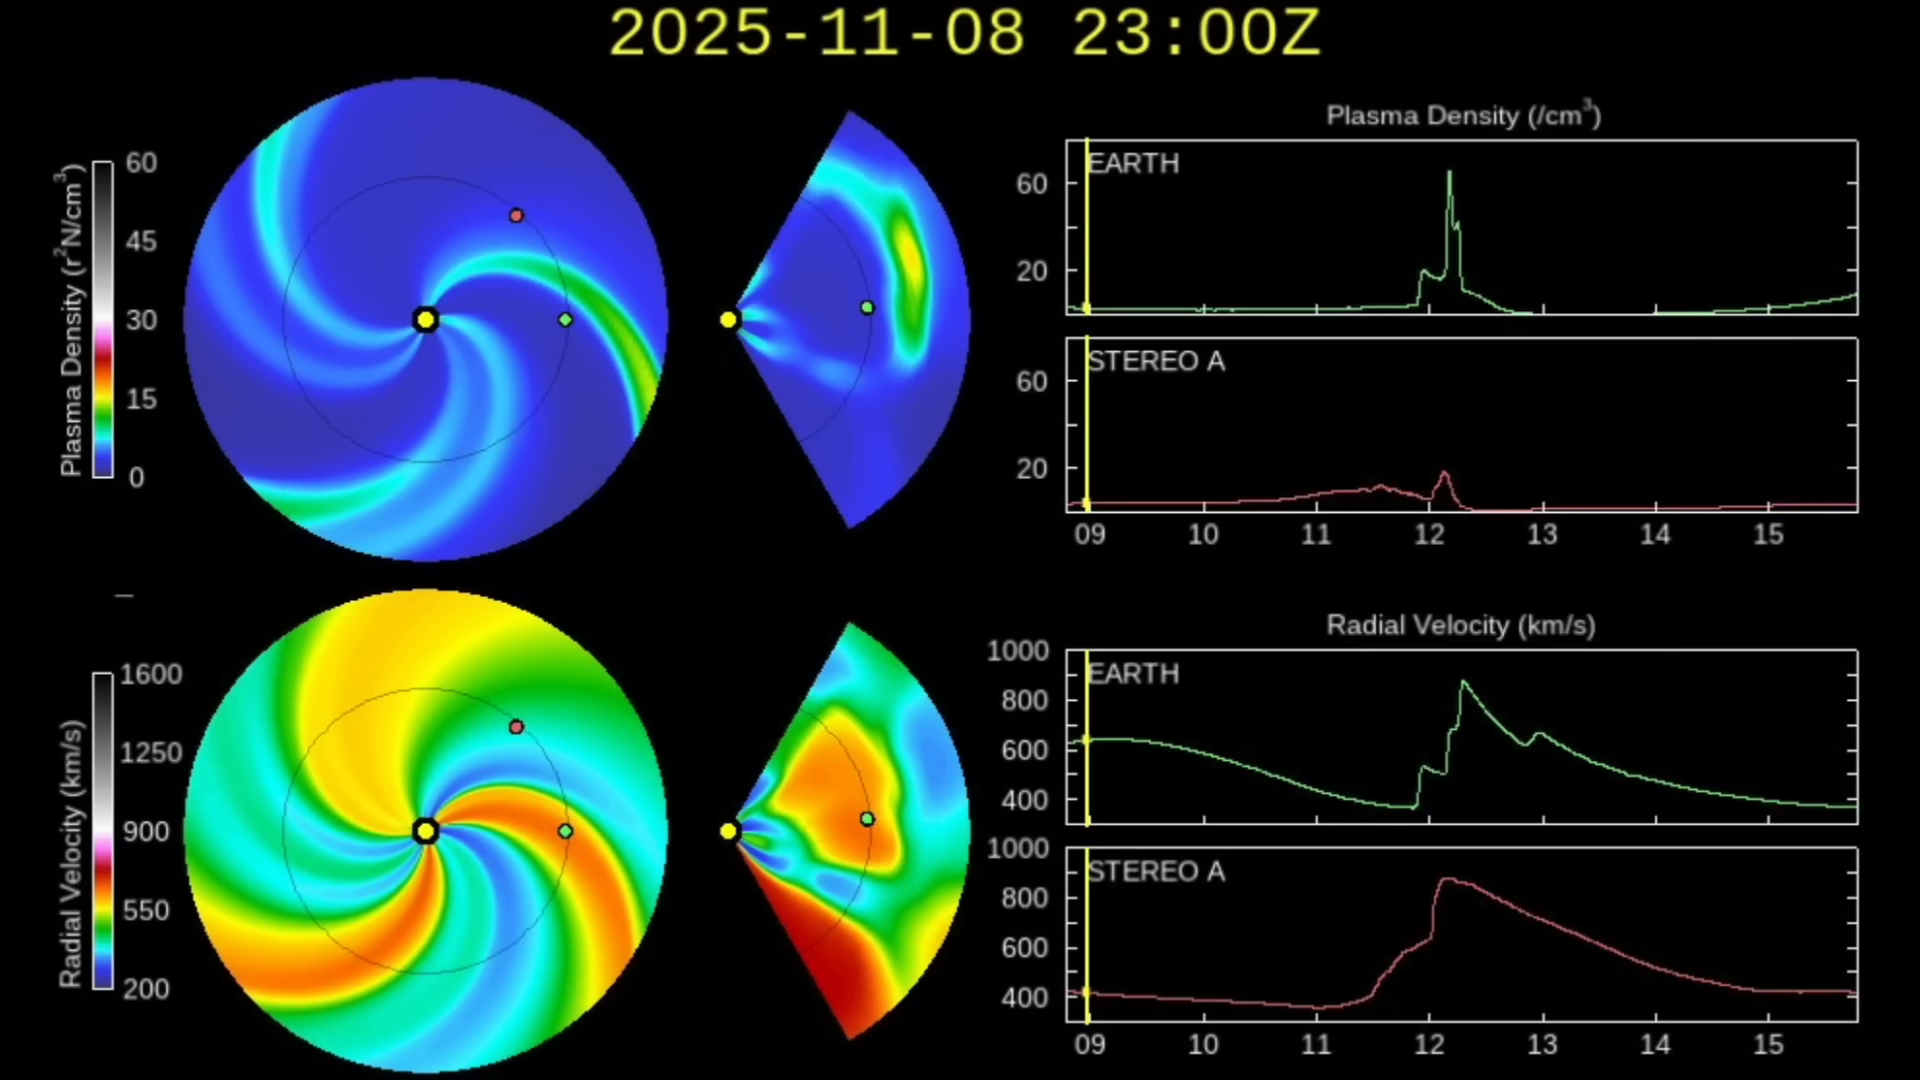 2025-11-08 23:00Z
Plasma Density (r²N/cm³)
60
45
30
15
0
Plasma Density (/cm³)
EARTH
60
20
STEREO A
60
20
09 10 11 12 13 14 15
Radial Velocity (km/s)
1600
1250
900
550
200
Radial Velocity (km/s)
EARTH
1000
800
600
400
STEREO A
1000
800
600
400
09 10 11 12 13 14 15